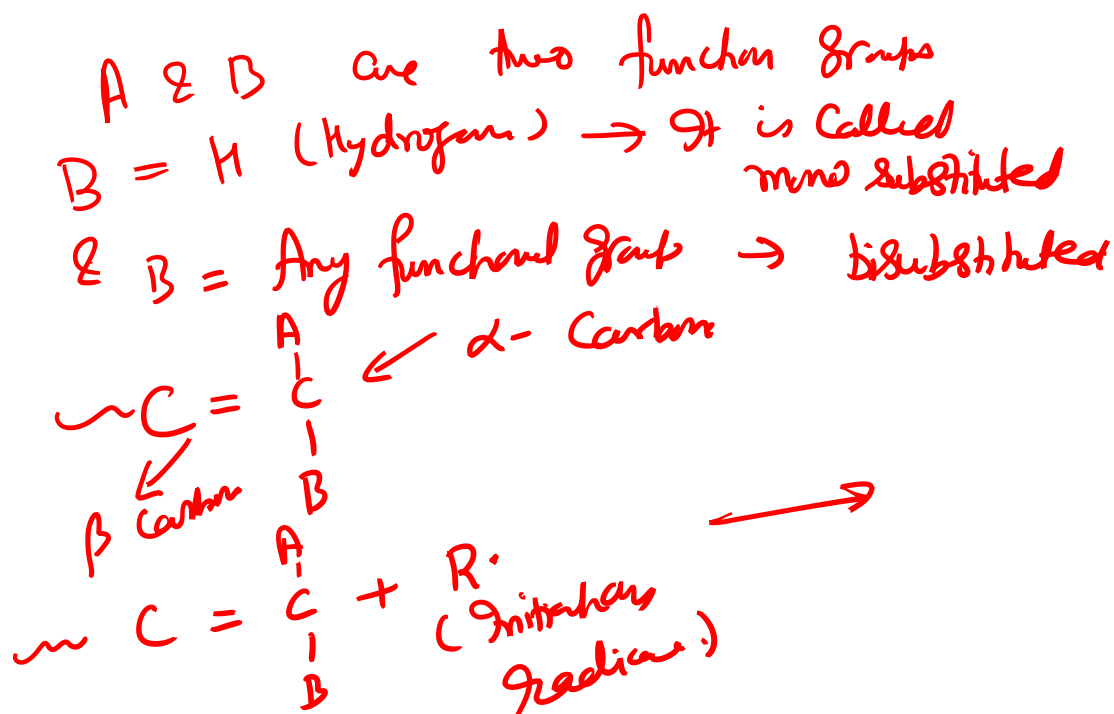 A & B are two function groups
B = H (Hydrogen) → It is called
mono substituted
& B = Any functional group → Disubstituted
A
α- Carbon
C = C
B
β Carbon
A
C = C + R·
(Initiation
B
radical)